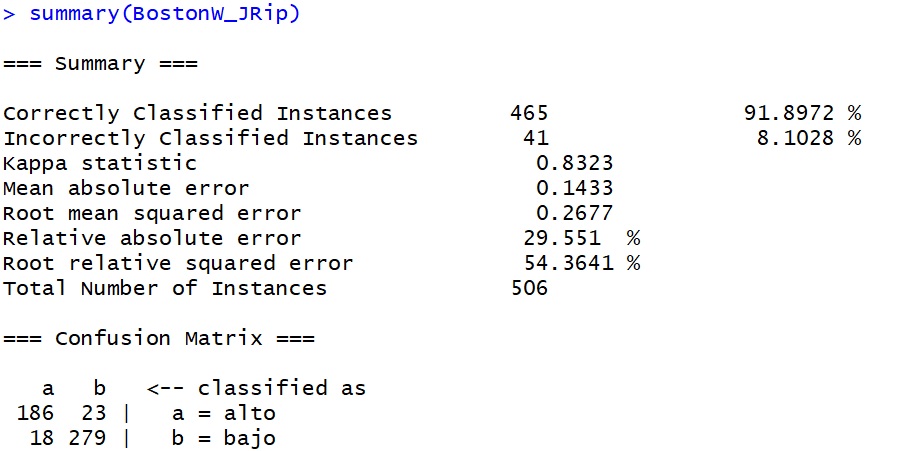 > summary(BostonW_JRip)
=== Summary ===
Correctly Classified Instances 465 91.8972 %
Incorrectly Classified Instances 41 8.1028 %
Kappa statistic 0.8323
Mean absolute error 0.1433
Root mean squared error 0.2677
Relative absolute error 29.551 %
Root relative squared error 54.3641 %
Total Number of Instances 506
=== Confusion Matrix ===
a b <-- classified as
186 23 | a = alto
18 279 | b = bajo